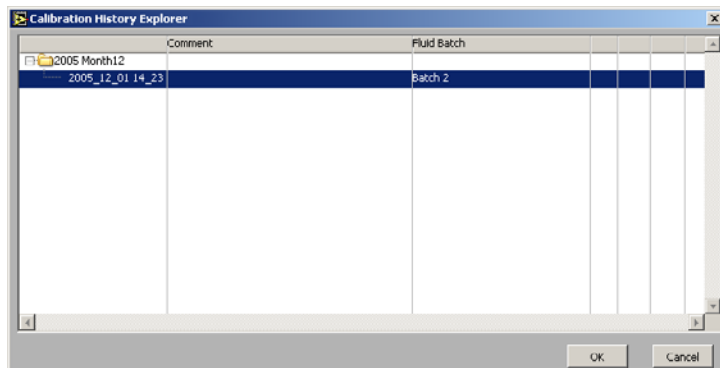 Calibration History Explorer
Comment Fluid Batch
2005 Month12
2005_12_01 14_23 Batch 2
OK Cancel